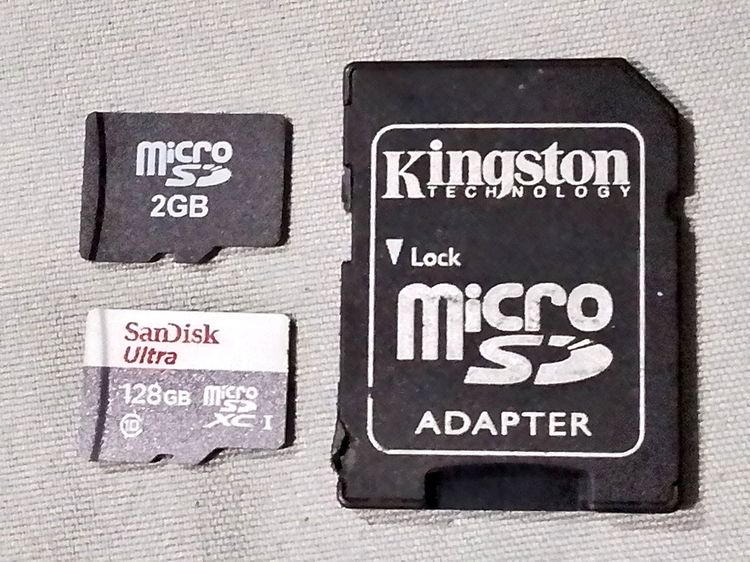 micro
SD
2GB
SanDisk
Ultra
128GB micro
SD
XC I
10
Kingston
TECHNOLOGY
Lock
micro
SD
ADAPTER